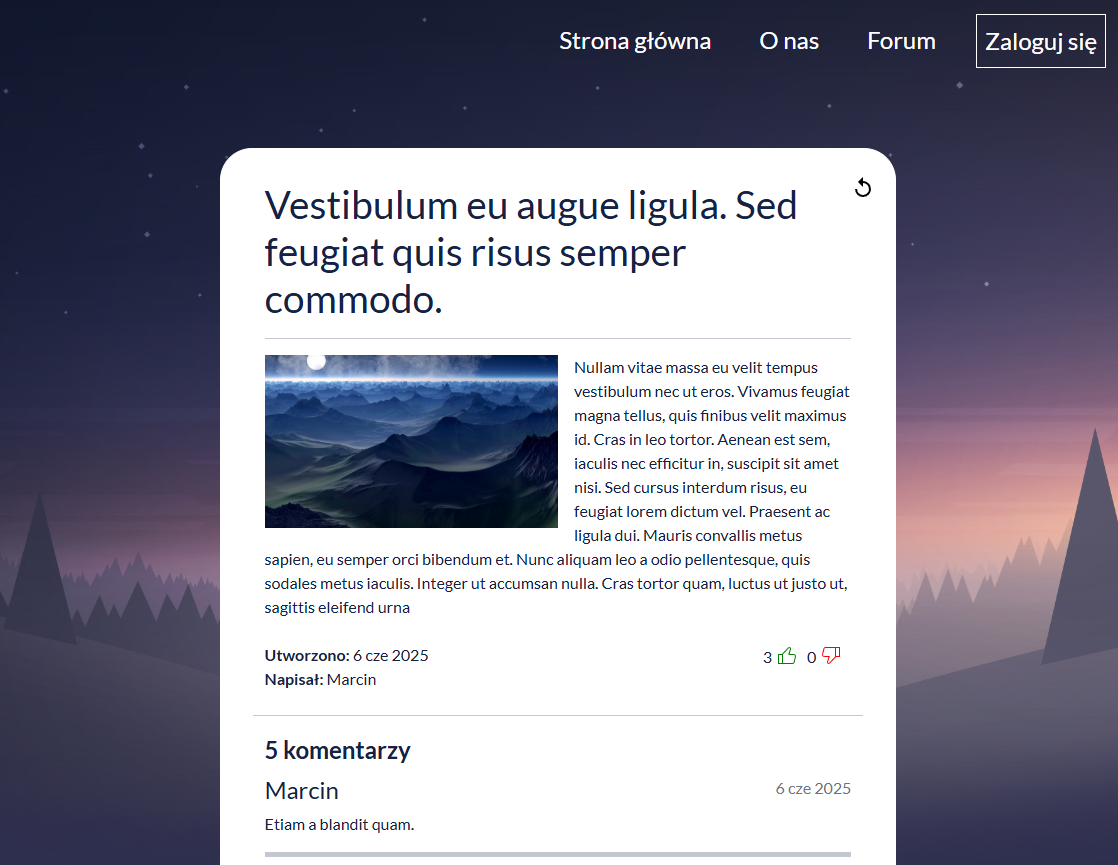 Strona główna O nas Forum Zaloguj się
Vestibulum eu augue ligula. Sed
feugiat quis risus semper
commodo.
Nullam vitae massa eu velit tempus
vestibulum nec ut eros. Vivamus feugiat
magna tellus, quis finibus velit maximus
id. Cras in leo tortor. Aenean est sem,
iaculis nec efficitur in, suscipit sit amet
nisi. Sed cursus interdum risus, eu
feugiat lorem dictum vel. Praesent ac
ligula dui. Mauris convallis metus
sapien, eu semper orci bibendum et. Nunc aliquam leo a odio pellentesque, quis
sodales metus iaculis. Integer ut accumsan nulla. Cras tortor quam, luctus ut justo ut,
sagittis eleifend urna
Utworzono: 6 cze 2025 3 0
Napisał: Marcin
5 komentarzy
Marcin 6 cze 2025
Etiam a blandit quam.